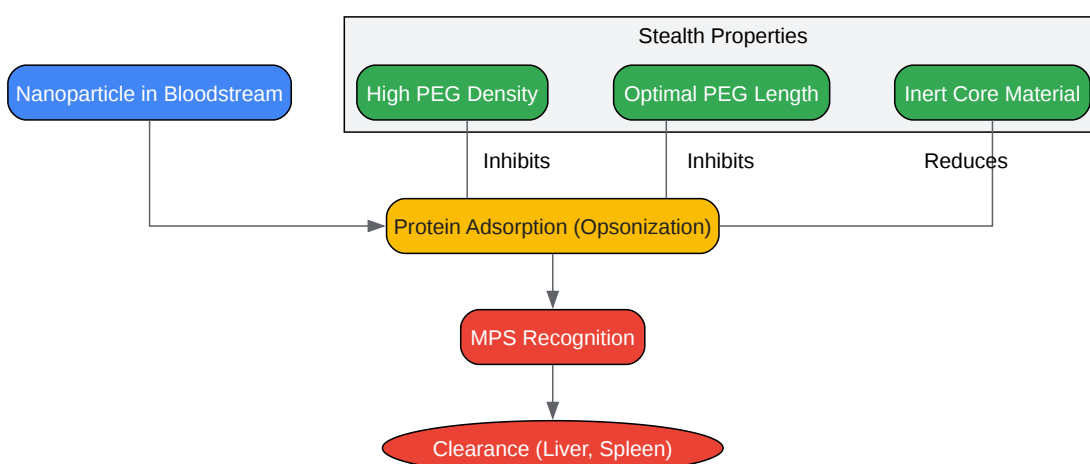 Stealth Properties
Nanoparticle in Bloodstream
High PEG Density
Optimal PEG Length
Inert Core Material
Inhibits
Inhibits
Reduces
Protein Adsorption (Opsonization)
MPS Recognition
Clearance (Liver, Spleen)